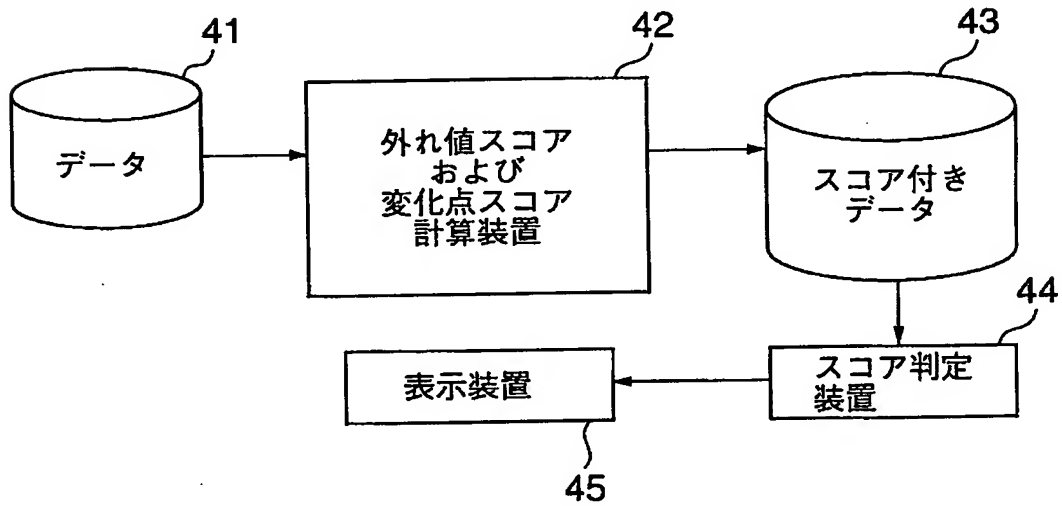 41
データ
42
外れ値スコア
および
変化点スコア
計算装置
43
スコア付き
データ
44
スコア判定
装置
表示装置
45